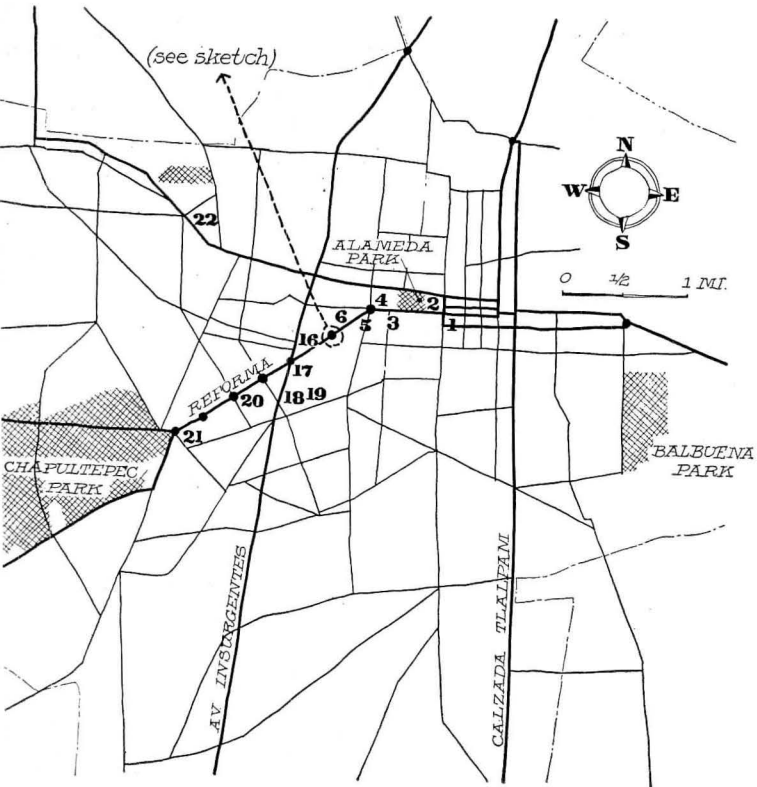 (see sketch)
N
W E
S
22
ALAMEDA
PARK
0 1/2 1 MI.
4 2
6 5 3 1
16
17
REFORMA
18 19
20
21
CHAPULTEPEC
PARK
BALBUENA
PARK
AV INSURGENTES
CALZADA TLALPAM